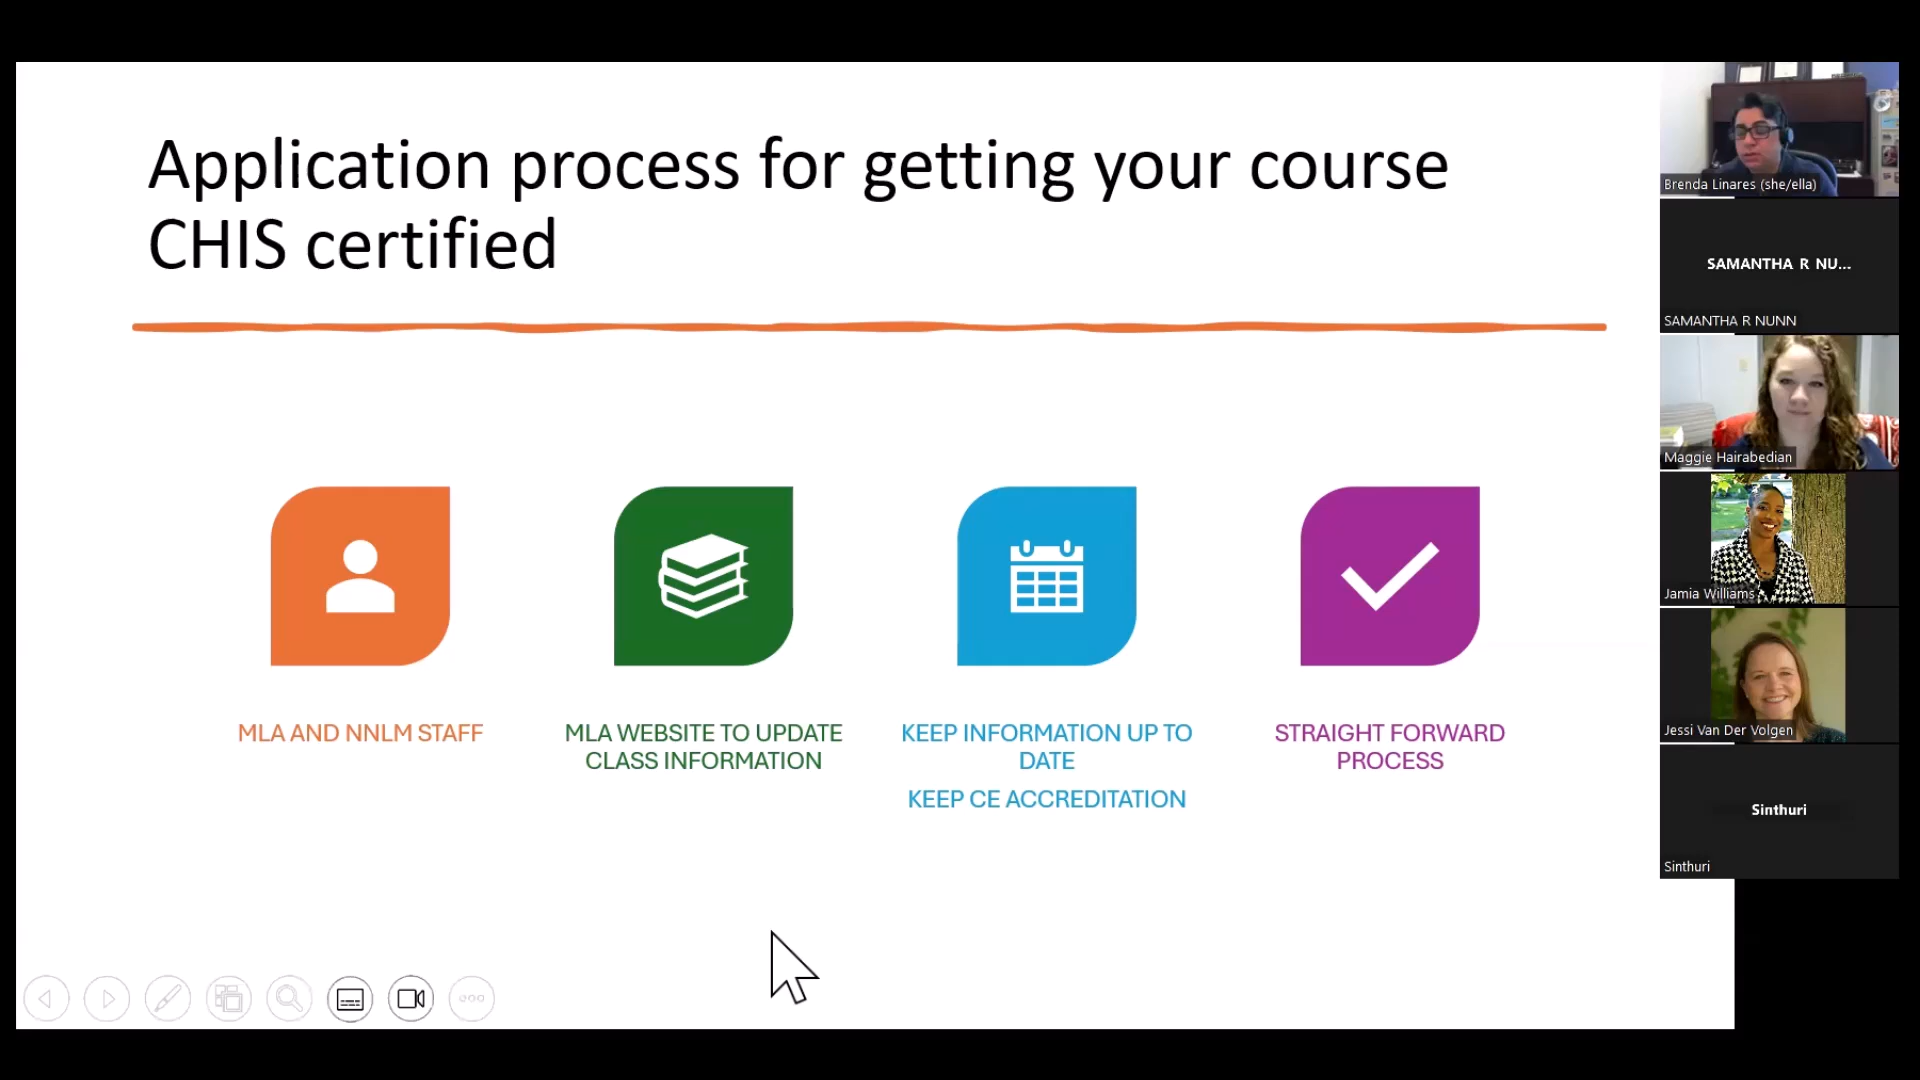 Application process for getting your course
CHIS certified
MLA AND NNLM STAFF
MLA WEBSITE TO UPDATE
CLASS INFORMATION
KEEP INFORMATION UP TO
DATE
KEEP CE ACCREDITATION
STRAIGHT FORWARD
PROCESS
Brenda Linares (she/ella)
SAMANTHA R NU...
SAMANTHA R NUNN
Maggie Hairabedian
Jamia Williams
Jessi Van Der Volgen
Sinthuri
Sinthuri